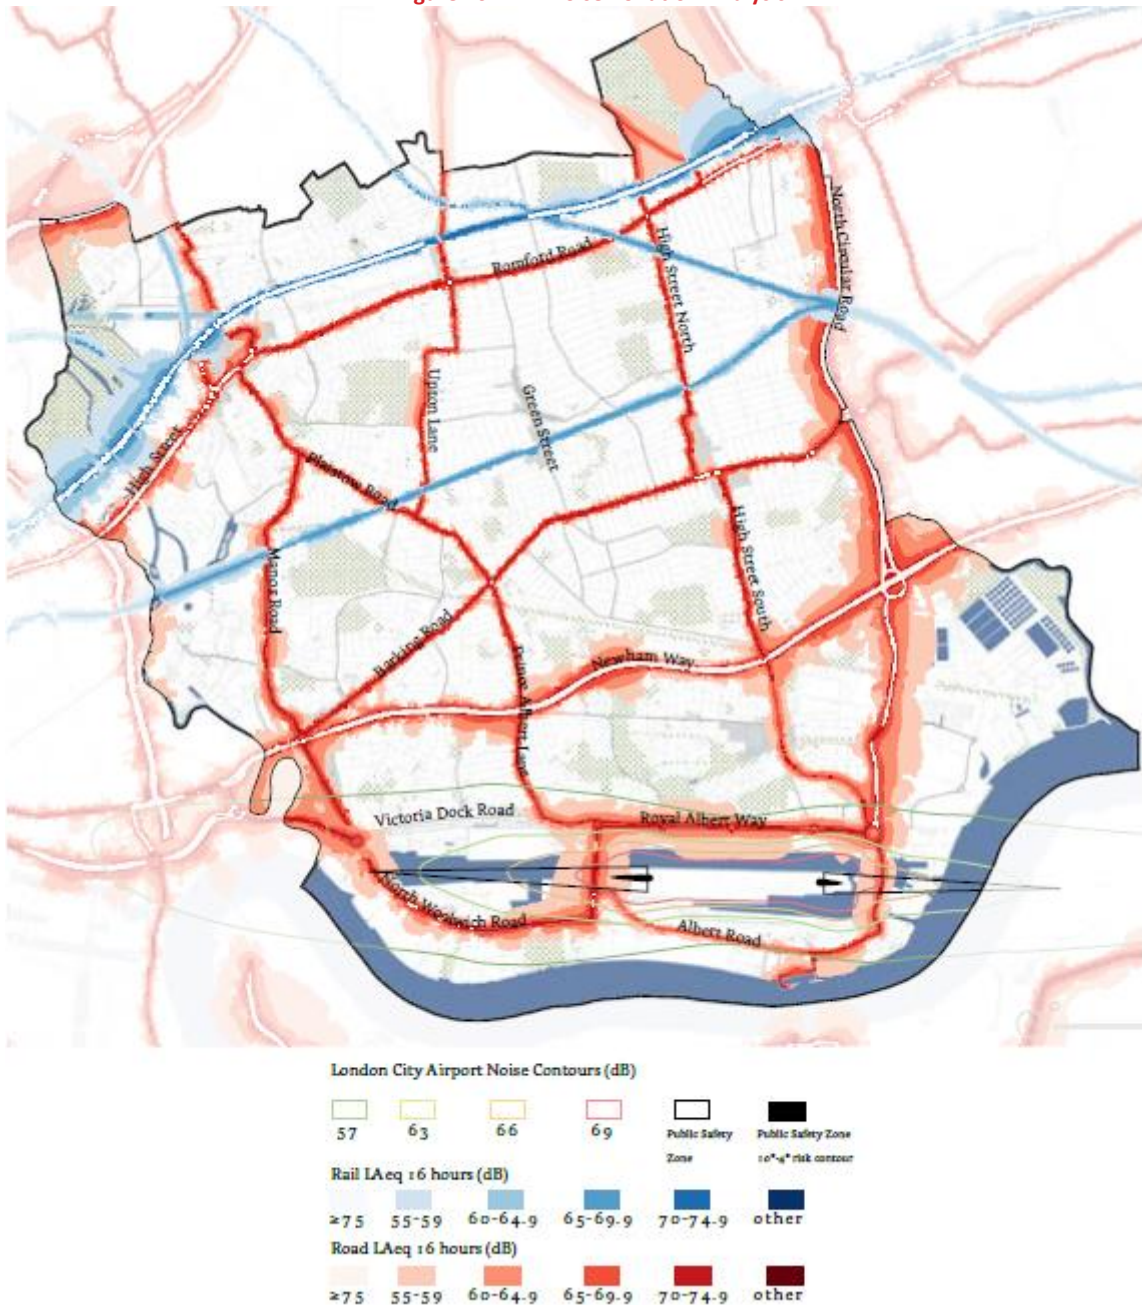 Romford Road
North Circular Road
High Street North
Upton Lane
Green Street
High Street
Plaistow Road
High Street South
Manor Road
Barking Road
Newham Way
Prince Albert Lane
Victoria Dock Road
Royal Albert Way
North Woolwich Road
Albert Road
London City Airport Noise Contours (dB)
57 63 66 69 Public Safety Zone Public Safety Zone
10^-4° risk contour
Rail LAeq 16 hours (dB)
≥75 55-59 60-64.9 65-69.9 70-74.9 other
Road LAeq 16 hours (dB)
≥75 55-59 60-64.9 65-69.9 70-74.9 other